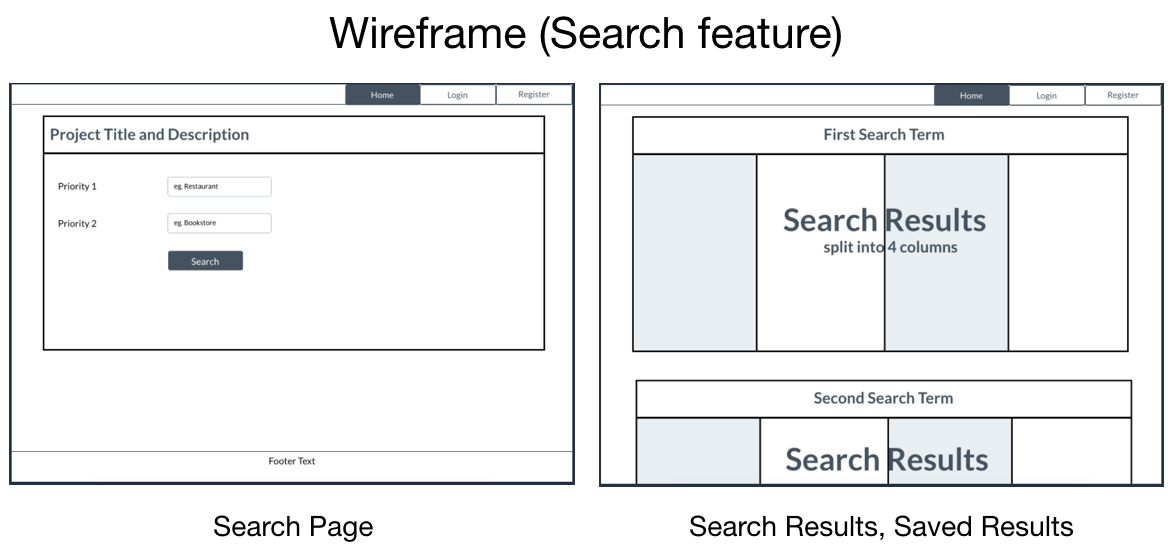 Wireframe (Search feature)
Home Login Register
Project Title and Description
Priority 1 eg. Restaurant
Priority 2 eg. Bookstore
Search
Footer Text
Search Page
Home Login Register
First Search Term
Search Results
split into 4 columns
Second Search Term
Search Results
Search Results, Saved Results